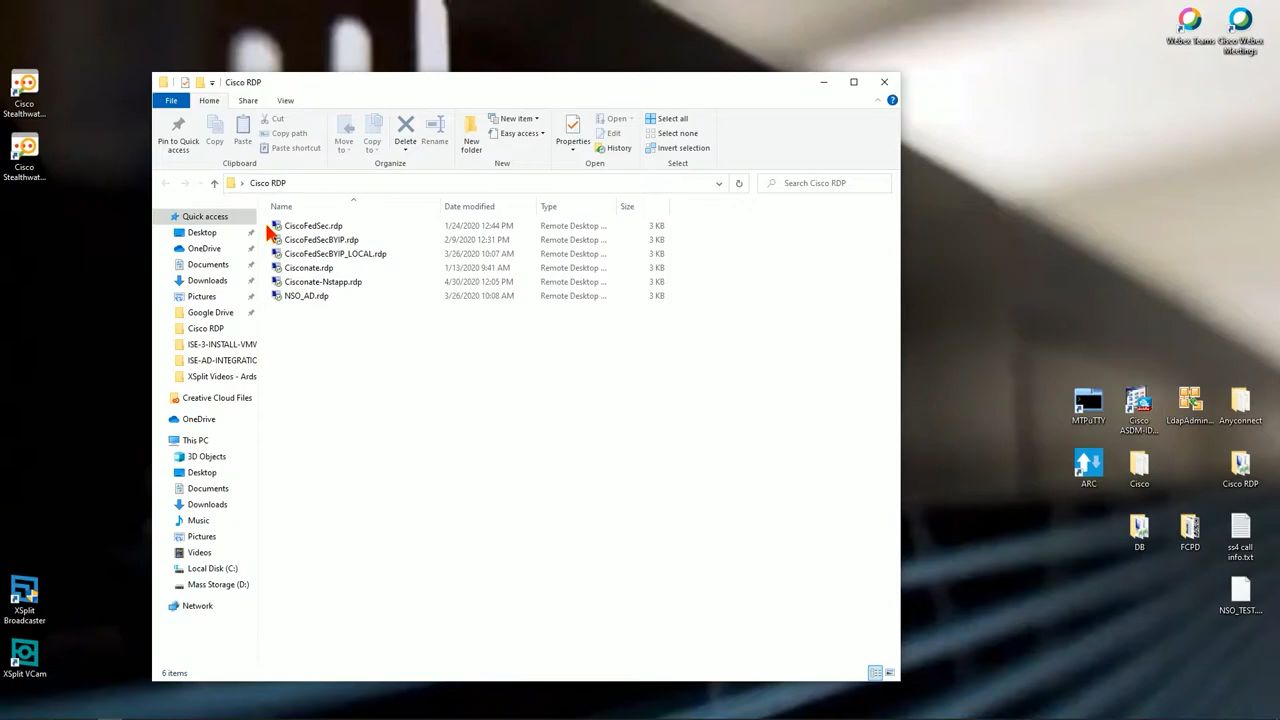 Webex Teams
Cisco Webex
Meetings
Cisco
Stealthwat...
Cisco
Stealthwat...
Cisco RDP
File
Home
Share
View
Pin to Quick
access
Copy
Paste
Cut
Copy path
Paste shortcut
Clipboard
Move
to
Copy
to
Delete
Rename
Organize
New
folder
New item
Easy access
New
Properties
Open
Edit
History
Open
Select all
Select none
Invert selection
Select
Cisco RDP
Search Cisco RDP
Quick access
Desktop
OneDrive
Documents
Downloads
Pictures
Google Drive
Cisco RDP
ISE-3-INSTALL-VMV
ISE-AD-INTEGRATIO
XSplit Videos - Ards
Creative Cloud Files
OneDrive
This PC
3D Objects
Desktop
Documents
Downloads
Music
Pictures
Videos
Local Disk (C:)
Mass Storage (D:)
Network
Name Date modified Type Size
CiscoFedSec.rdp 1/24/2020 12:44 PM Remote Desktop ... 3 KB
CiscoFedSecBYIP.rdp 2/9/2020 12:31 PM Remote Desktop ... 3 KB
CiscoFedSecBYIP_LOCAL.rdp 3/26/2020 10:07 AM Remote Desktop ... 3 KB
Cisconate.rdp 1/13/2020 9:41 AM Remote Desktop ... 3 KB
Cisconate-Nstapp.rdp 4/30/2020 12:05 PM Remote Desktop ... 3 KB
NSO_AD.rdp 3/26/2020 10:08 AM Remote Desktop ... 3 KB
6 items
MTPuTTY
Cisco
ASDM-ID...
LdapAdmin...
Anyconnect
ARC
Cisco
Cisco RDP
DB
FCPD
ss4 call
info.txt
NSO_TEST....
XSplit
Broadcaster
XSplit VCam